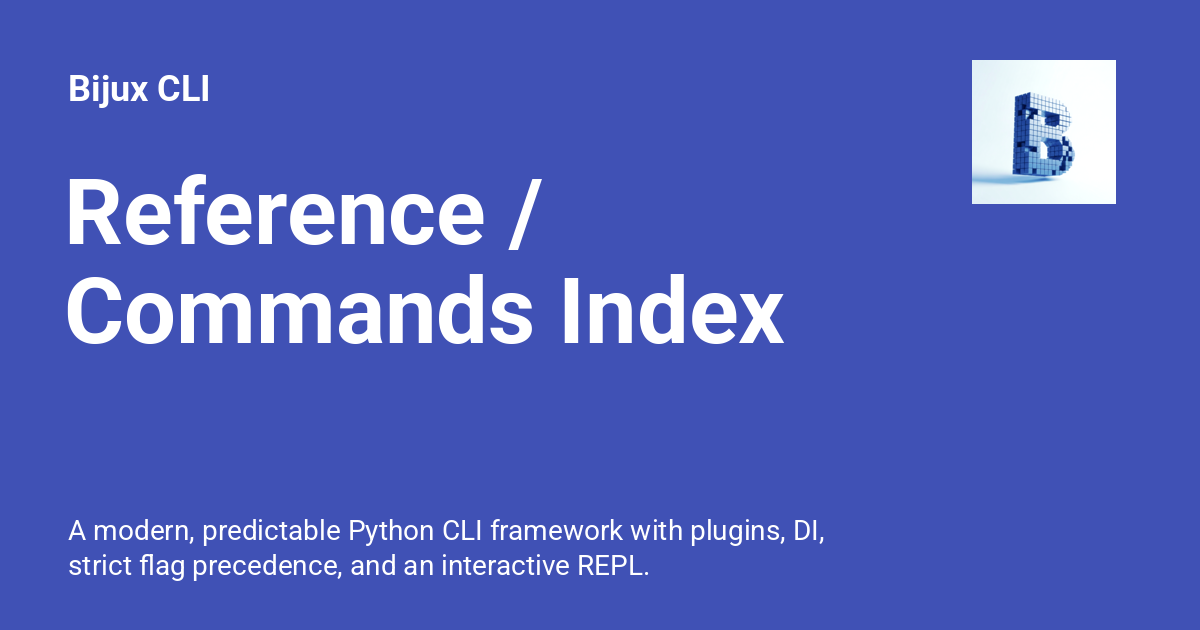 Bijux CLI
Reference /
Commands Index
A modern, predictable Python CLI framework with plugins, DI,
strict flag precedence, and an interactive REPL.
B